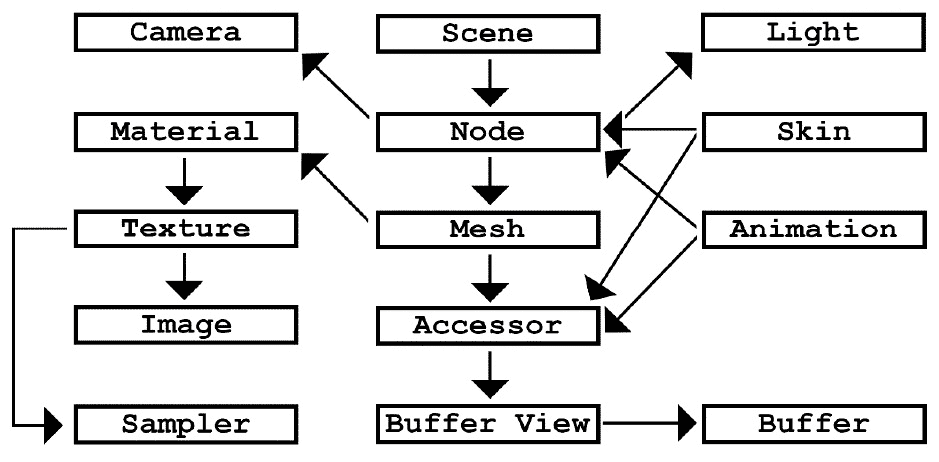 Camera
Scene
Light
Material
Node
Skin
Texture
Mesh
Animation
Image
Accessor
Sampler
Buffer View
Buffer